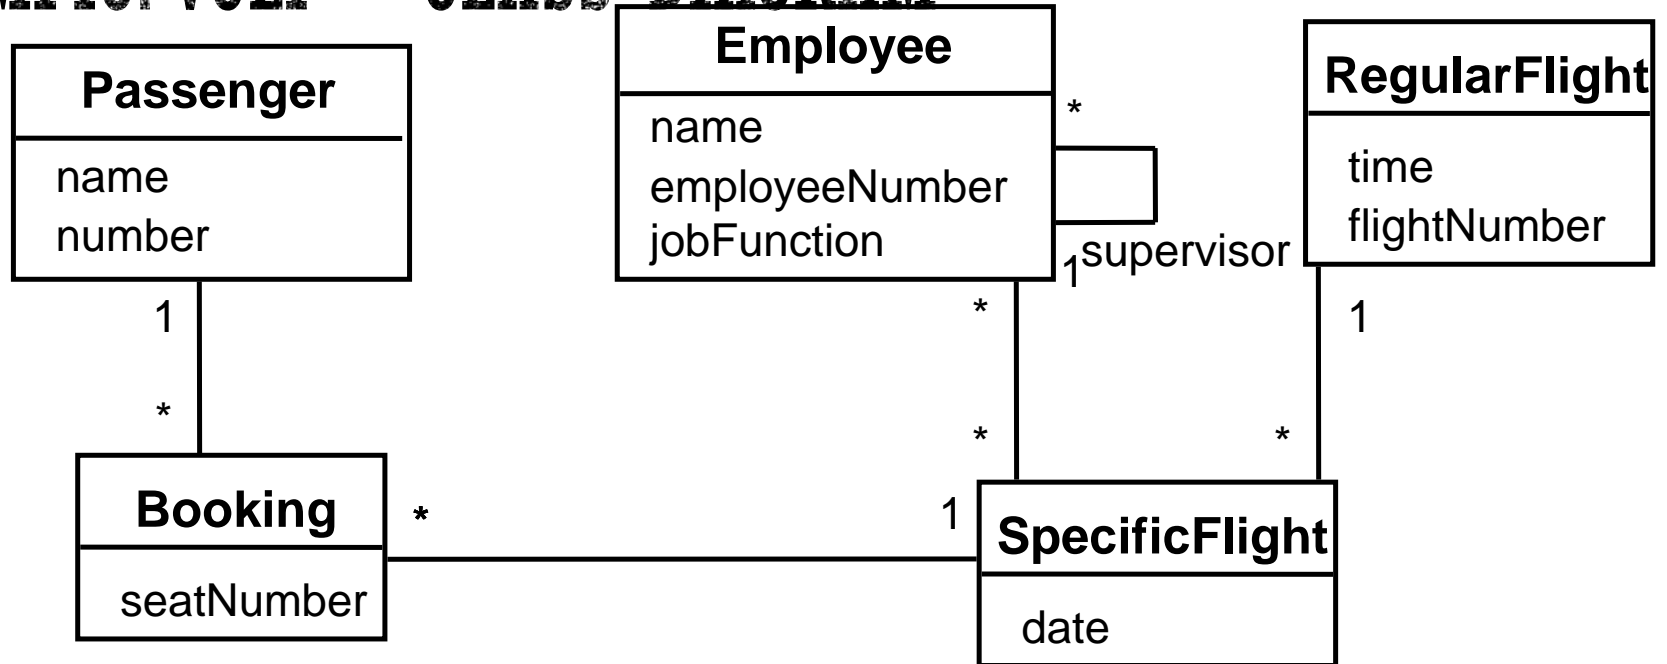 Employee
Passenger
RegularFlight
name
number
name
employeeNumber
jobFunction
*
1
supervisor
time
flightNumber
1
*
*
*
1
*
Booking
seatNumber
*
1
SpecificFlight
date